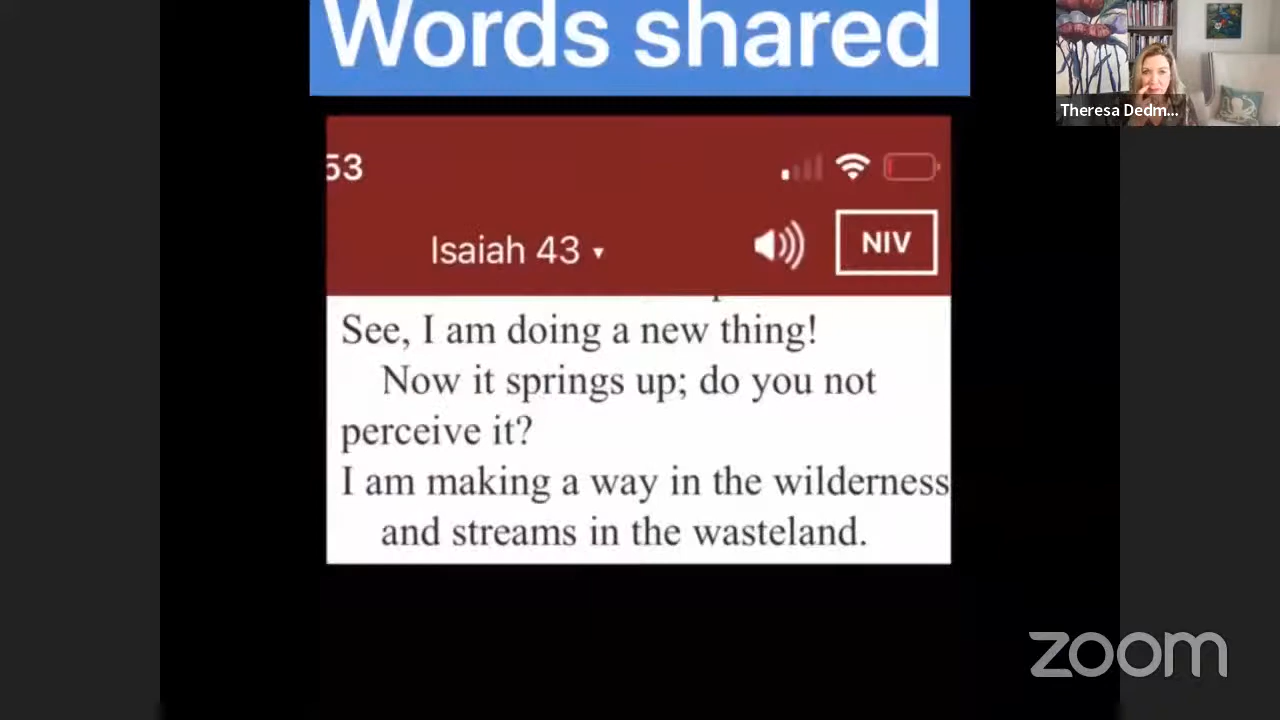 Words shared
Theresa Dedm...
53
Isaiah 43
NIV
See, I am doing a new thing!
Now it springs up; do you not
perceive it?
I am making a way in the wilderness
and streams in the wasteland.
zoom